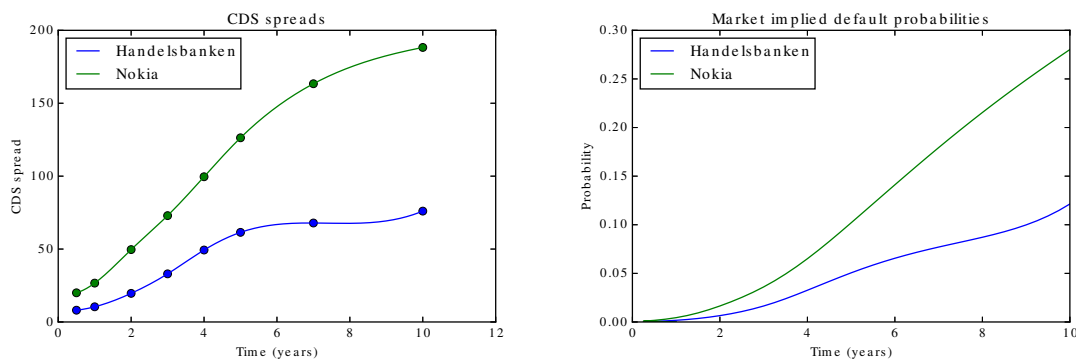 CDS spreads
200
150
100
50
0
0 2 4 6 8 10 12
CDS spread
Time (years)
Handelsbanken
Nokia
Market implied default probabilities
0.30
0.25
0.20
0.15
0.10
0.05
0.00
0 2 4 6 8 10
Probability
Time (years)
Handelsbanken
Nokia